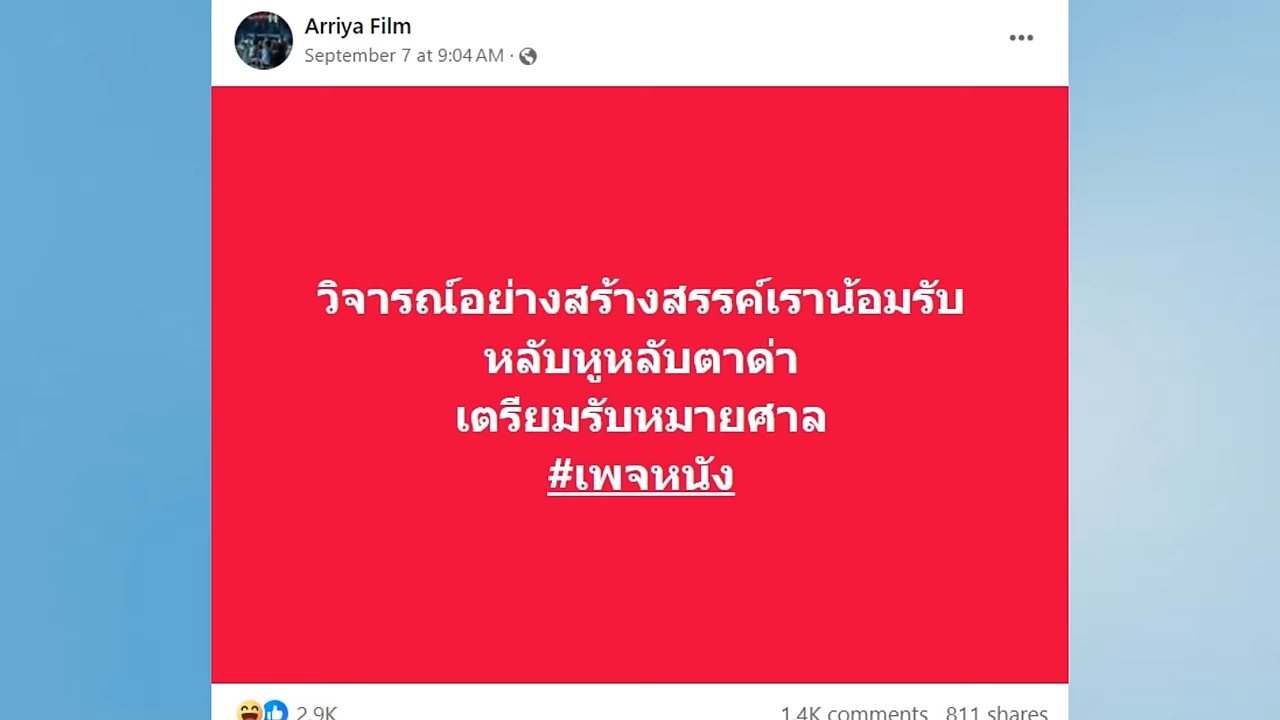 Arriya Film
September 7 at 9:04 AM ·
วิจารณ์อย่างสร้างสรรค์เราน้อมรับ
หลับหูหลับตาด่า
เตรียมรับหมายศาล
#เพจหนัง
2.9K 1.4K comments 811 shares